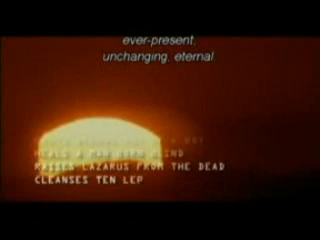 ever-present,
unchanging, eternal
HEALS A MAN BORN BLIND
RAISES LAZARUS FROM THE DEAD
CLEANSES TEN LEP